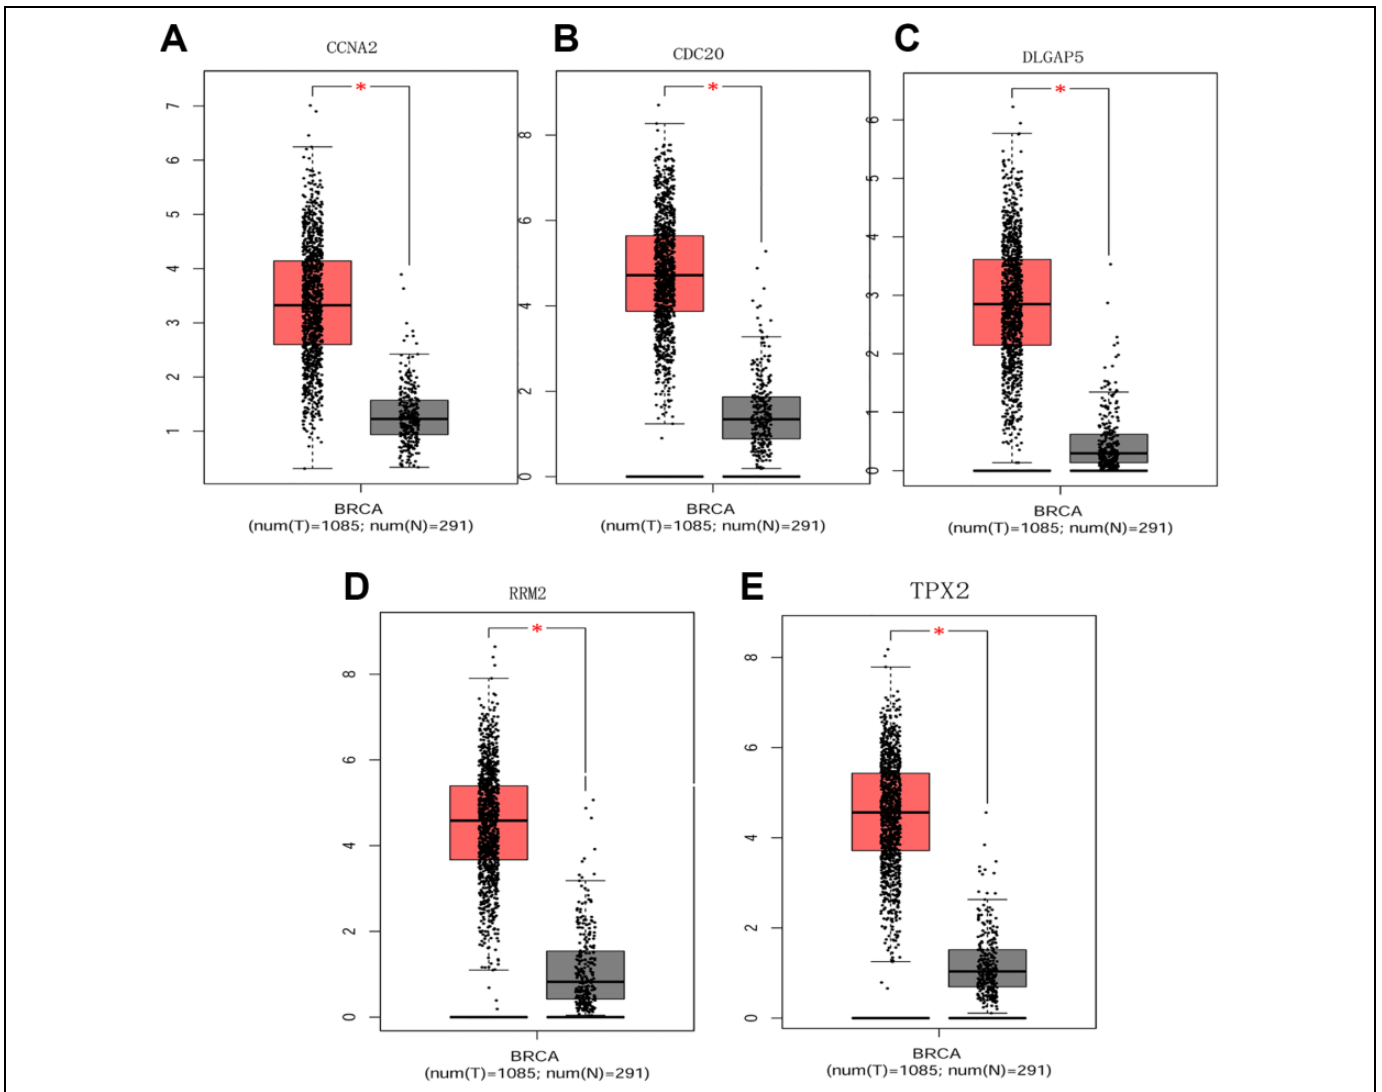 A
CCNA2
*
7
6
5
4
3
2
1
BRCA
(num(T)=1085; num(N)=291)
B
CDC20
*
8
6
4
2
0
BRCA
(num(T)=1085; num(N)=291)
C
DLGAP5
*
6
5
4
3
2
1
0
BRCA
(num(T)=1085; num(N)=291)
D
RRM2
*
8
6
4
2
0
BRCA
(num(T)=1085; num(N)=291)
E
TPX2
*
8
6
4
2
0
BRCA
(num(T)=1085; num(N)=291)